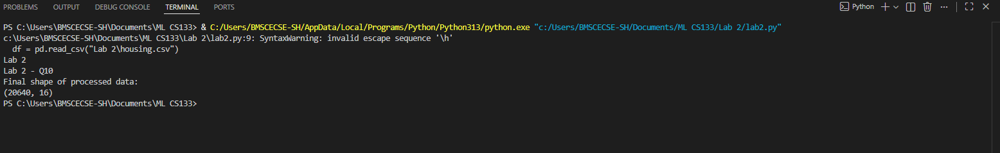 PROBLEMS OUTPUT DEBUG CONSOLE TERMINAL PORTS Python
PS C:\Users\BMSCECSE-SH\Documents\ML CS133> & C:/Users/BMSCECSE-SH/AppData/Local/Programs/Python/Python313/python.exe "c:/Users/BMSCECSE-SH/Documents/ML CS133/Lab 2/lab2.py"
c:\Users\BMSCECSE-SH\Documents\ML CS133\Lab 2\lab2.py:9: SyntaxWarning: invalid escape sequence '\h'
  df = pd.read_csv("Lab 2\housing.csv")
Lab 2
Lab 2 - Q10
Final shape of processed data:
(20640, 16)
PS C:\Users\BMSCECSE-SH\Documents\ML CS133>